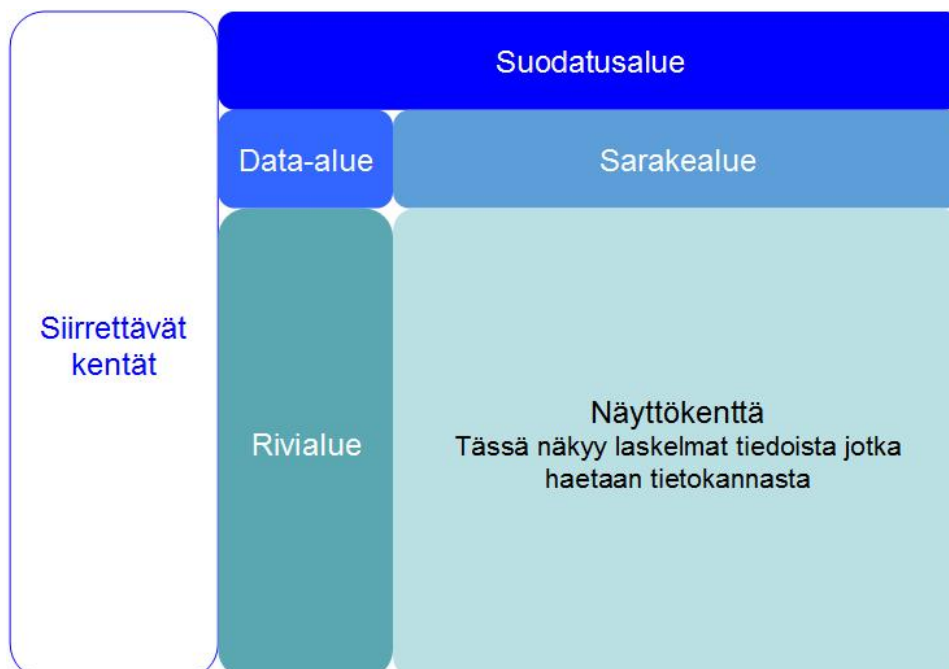 Suodatusalue
Data-alue
Sarakealue
Siirrettävät
kentät
Rivialue
Näyttökenttä
Tässä näkyy laskelmat tiedoista jotka
haetaan tietokannasta